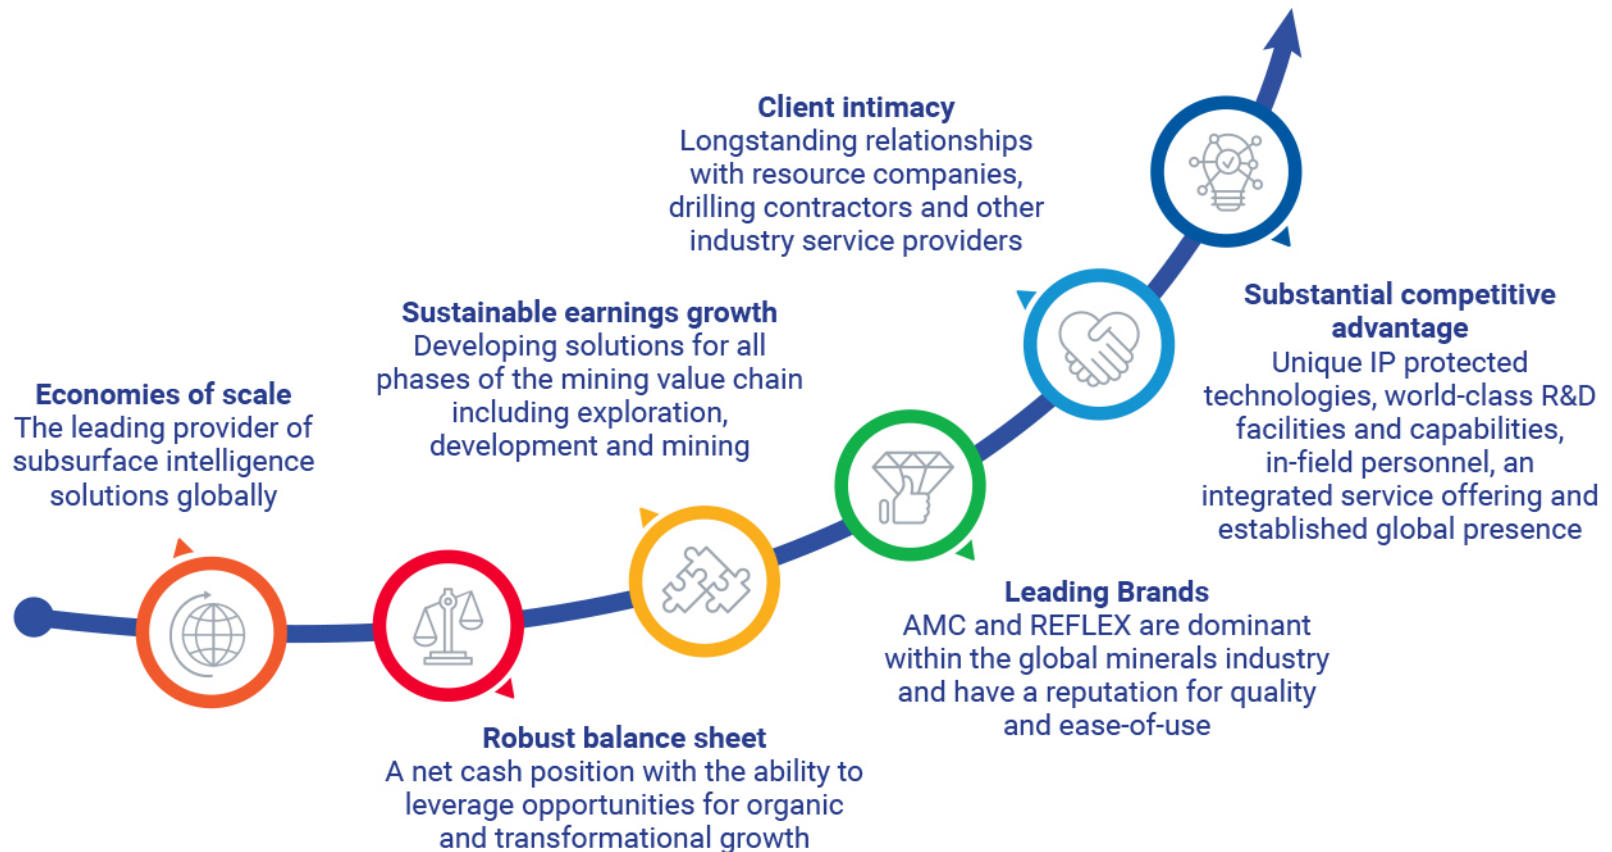 Economies of scale
The leading provider of
subsurface intelligence
solutions globally
Robust balance sheet
A net cash position with the ability to
leverage opportunities for organic
and transformational growth
Sustainable earnings growth
Developing solutions for all
phases of the mining value chain
including exploration,
development and mining
Leading Brands
AMC and REFLEX are dominant
within the global minerals industry
and have a reputation for quality
and ease-of-use
Client intimacy
Longstanding relationships
with resource companies,
drilling contractors and other
industry service providers
Substantial competitive
advantage
Unique IP protected
technologies, world-class R&D
facilities and capabilities,
in-field personnel, an
integrated service offering and
established global presence